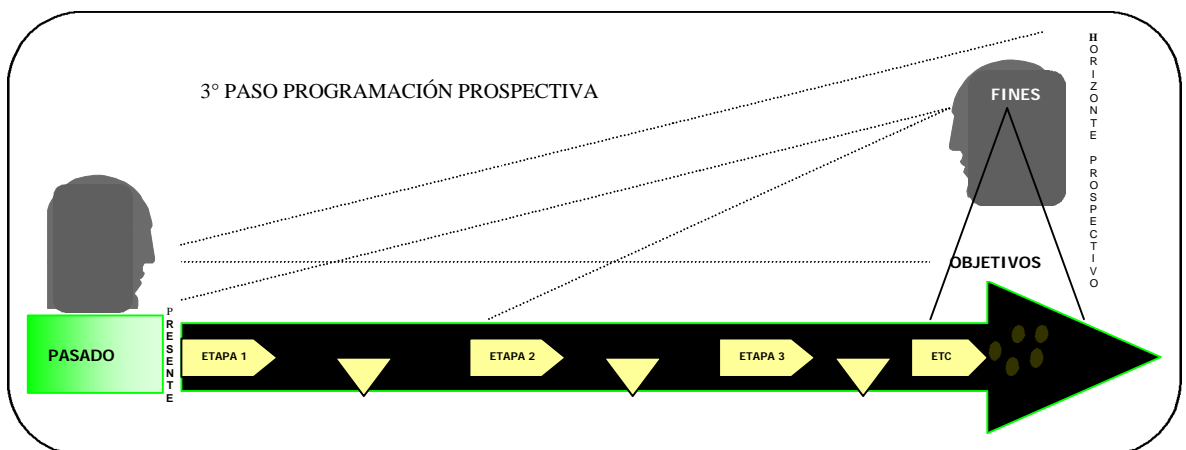 3° PASO PROGRAMACIÓN PROSPECTIVA
FINES
HORIZONTE PROSPECTIVO
OBJETIVOS
PASADO
PRESENTE
ETAPA 1
ETAPA 2
ETAPA 3
ETC